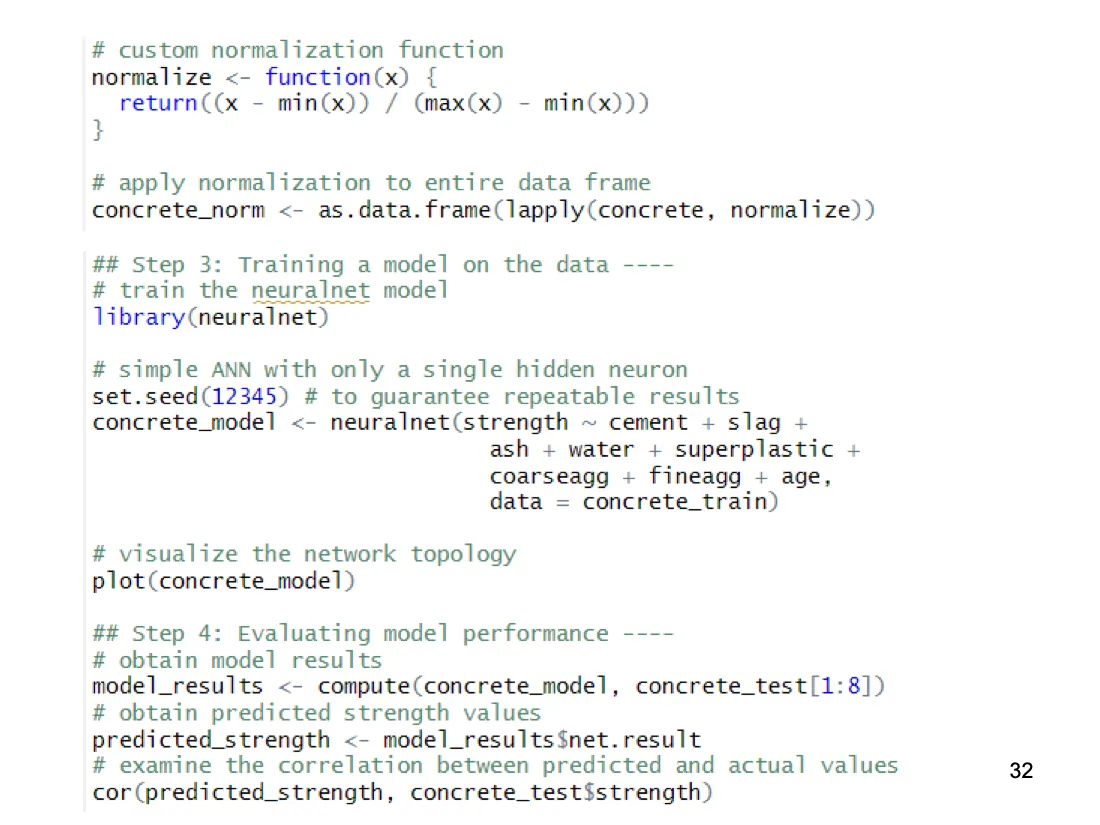 # custom normalization function
normalize <- function(x) {
  return((x - min(x)) / (max(x) - min(x)))
}
# apply normalization to entire data frame
concrete_norm <- as.data.frame(lapply(concrete, normalize))
## Step 3: Training a model on the data ----
# train the neuralnet model
library(neuralnet)
# simple ANN with only a single hidden neuron
set.seed(12345) # to guarantee repeatable results
concrete_model <- neuralnet(strength ~ cement + slag +
                              ash + water + superplastic +
                              coarseagg + fineagg + age,
                              data = concrete_train)
# visualize the network topology
plot(concrete_model)
## Step 4: Evaluating model performance ----
# obtain model results
model_results <- compute(concrete_model, concrete_test[1:8])
# obtain predicted strength values
predicted_strength <- model_results$net.result
# examine the correlation between predicted and actual values
cor(predicted_strength, concrete_test$strength)
32